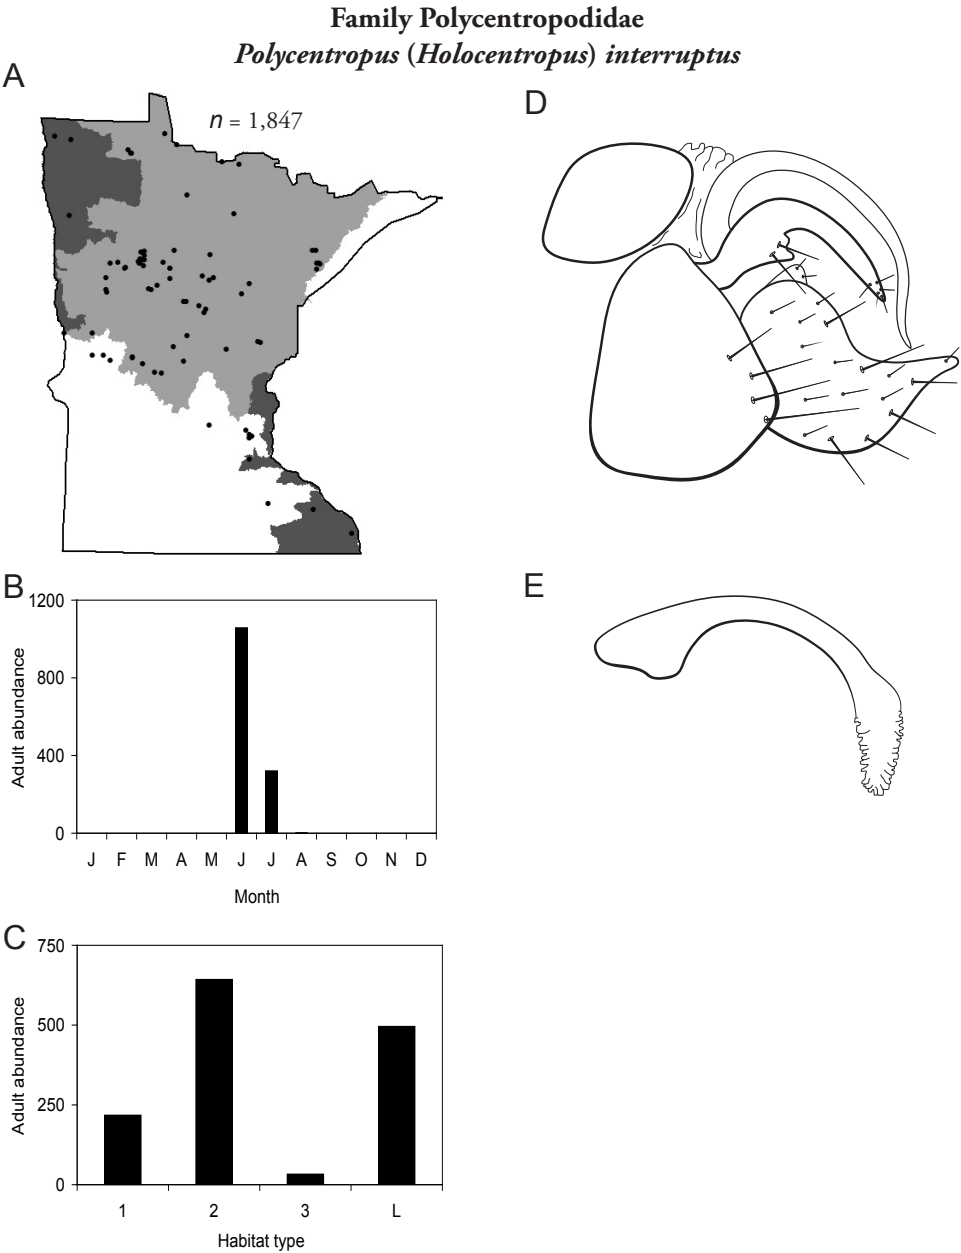 Family Polycentropodidae
Polycentropus (Holocentropus) interruptus
A
n = 1,847
D
B
1200
800
400
0
Adult abundance
J F M A M J J A S O N D
Month
E
C
750
500
250
0
Adult abundance
1 2 3 L
Habitat type